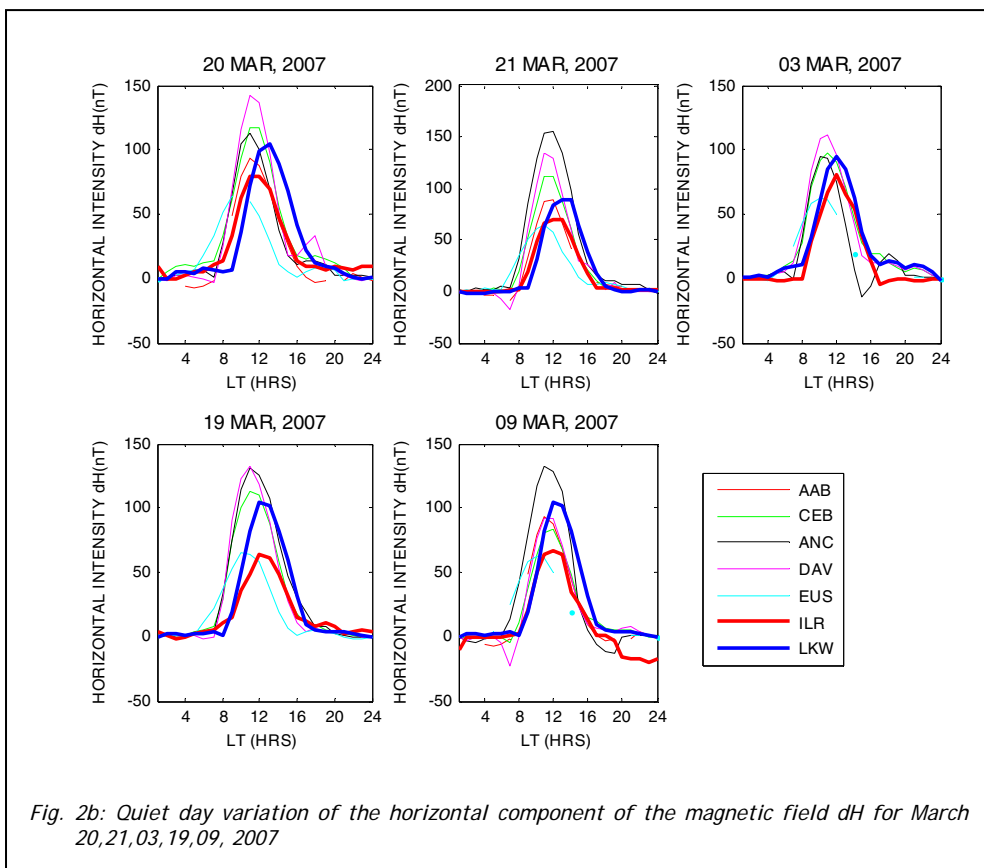 20 MAR, 2007
21 MAR, 2007
03 MAR, 2007
HORIZONTAL INTENSITY dH(nT)
150
100
50
0
-50
4 8 12 16 20 24
LT (HRS)
HORIZONTAL INTENSITY dH(nT)
200
150
100
50
0
-50
4 8 12 16 20 24
LT (HRS)
HORIZONTAL INTENSITY dH(nT)
150
100
50
0
-50
4 8 12 16 20 24
LT (HRS)
19 MAR, 2007
09 MAR, 2007
HORIZONTAL INTENSITY dH(nT)
150
100
50
0
-50
4 8 12 16 20 24
LT (HRS)
HORIZONTAL INTENSITY dH(nT)
150
100
50
0
-50
4 8 12 16 20 24
LT (HRS)
AAB
CEB
ANC
DAV
EUS
ILR
LKW
Fig. 2b: Quiet day variation of the horizontal component of the magnetic field dH for March
20,21,03,19,09, 2007